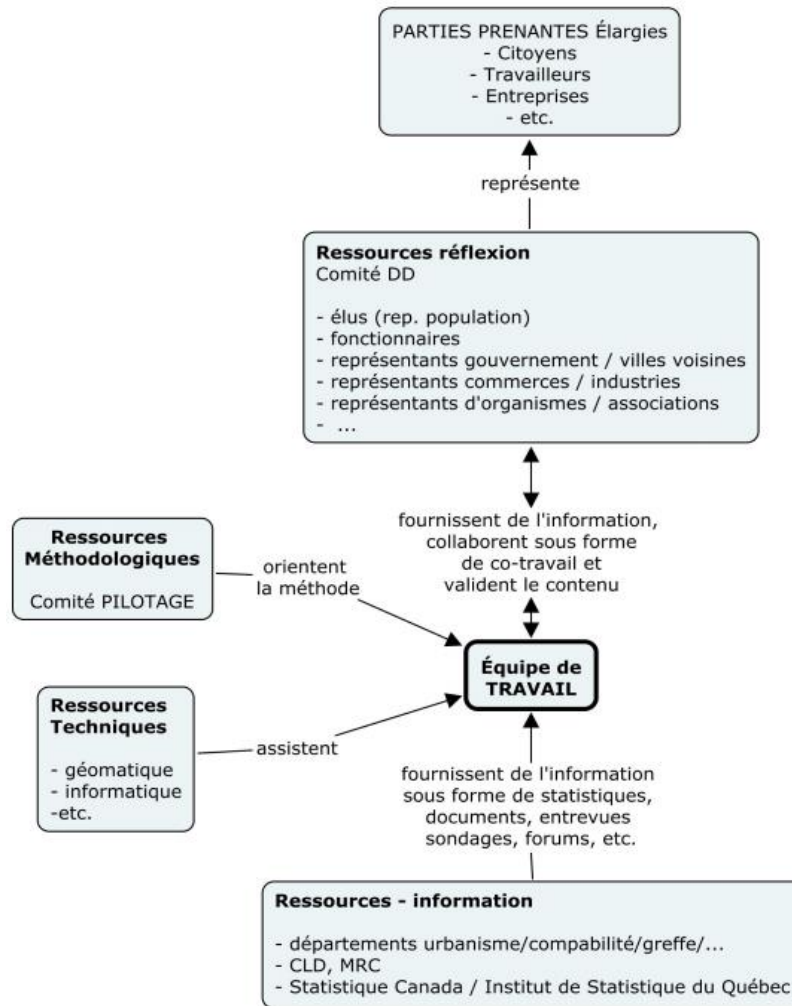 PARTIES PRENANTES Élargies
- Citoyens
- Travailleurs
- Entreprises
- etc.
représente
Ressources réflexion
Comité DD
- élus (rep. population)
- fonctionnaires
- représentants gouvernement / villes voisines
- représentants commerces / industries
- représentants d'organismes / associations
- ...
fournissent de l'information,
collaborent sous forme
de co-travail et
valident le contenu
Ressources
Méthodologiques
Comité PILOTAGE
orientent
la méthode
Équipe de
TRAVAIL
Ressources
Techniques
- géomatique
- informatique
-etc.
assistent
fournissent de l'information
sous forme de statistiques,
documents, entrevues
sondages, forums, etc.
Ressources - information
- départements urbanisme/compabilité/greffe/...
- CLD, MRC
- Statistique Canada / Institut de Statistique du Québec